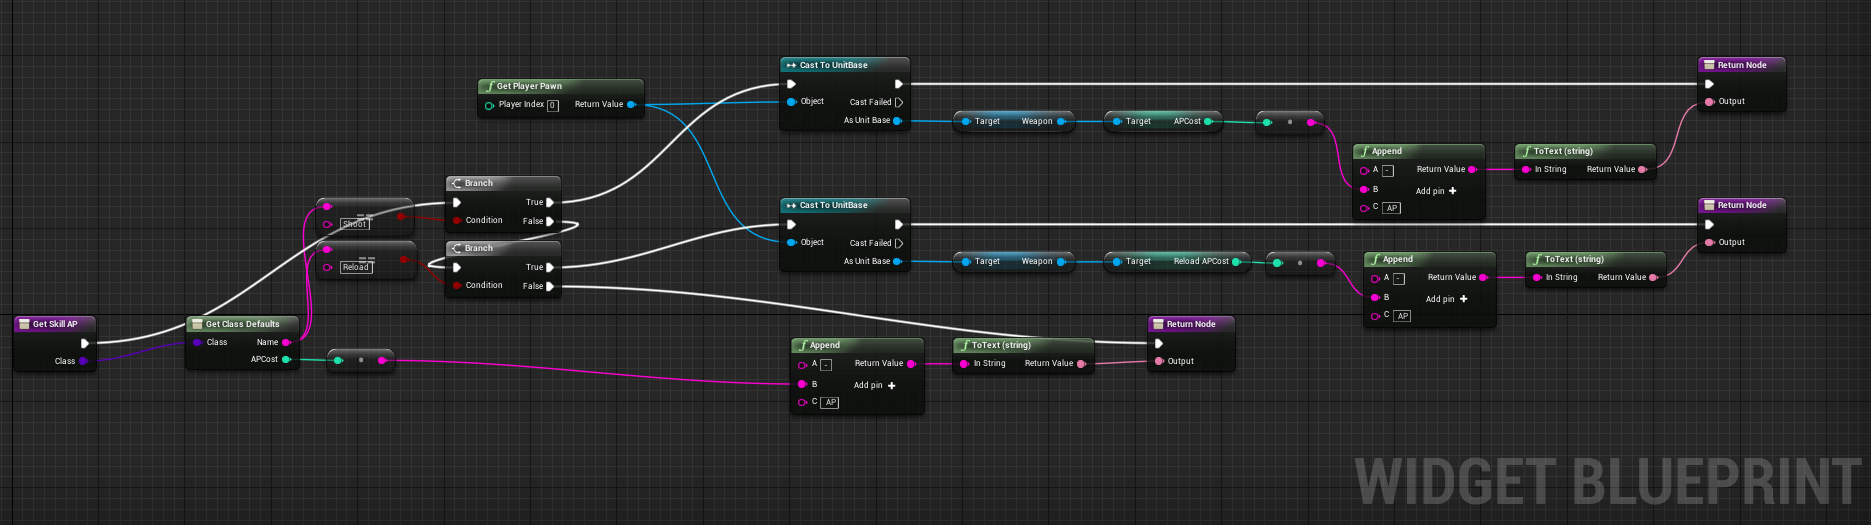 Get Player Pawn
Player Index 0 Return Value
Cast To UnitBase
Object
Cast Failed
As Unit Base
Target Weapon
Target APCost
Append
A - Return Value
B Add pin +
C AP
ToText (string)
In String Return Value
Return Node
Output
Branch
True
Condition False
==
Shoot
==
Reload
Branch
True
Condition False
Cast To UnitBase
Object
Cast Failed
As Unit Base
Target Weapon
Target Reload APCost
Append
A - Return Value
B Add pin +
C AP
ToText (string)
In String Return Value
Return Node
Output
Get Skill AP
Class
Get Class Defaults
Class Name
APCost
Append
A - Return Value
B Add pin +
C AP
ToText (string)
In String Return Value
Return Node
Output
WIDGET BLUEPRINT